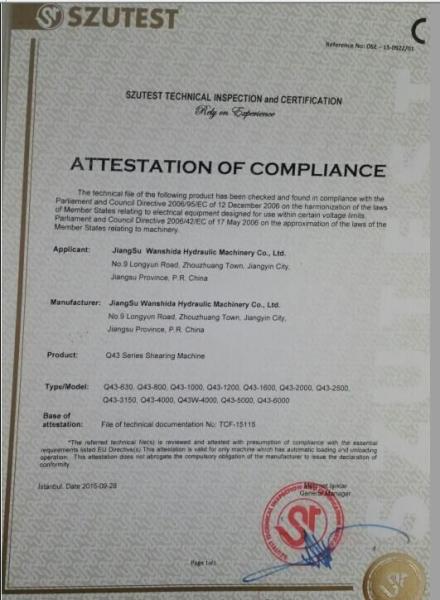 SZUTEST
C
Reference No: DSE - 15-0922/01
SZUTEST TECHNICAL INSPECTION and CERTIFICATION
Rely on Experience
ATTESTATION OF COMPLIANCE
The technical file of the following product has been checked and found in compliance with the
Parliament and Council Directive 2006/95/EC of 12 December 2006 on the harmonization of the laws
of Member States relating to electrical equipment designed for use within certain voltage limits.
Parliament and Council Directive 2006/42/EC of 17 May 2006 on the approximation of the laws of the
Member States relating to machinery.
Applicant: JiangSu Wanshida Hydraulic Machinery Co., Ltd.
No.9 Longyun Road, Zhouzhuang Town, Jiangyin City,
Jiangsu Province, P.R. China
Manufacturer: JiangSu Wanshida Hydraulic Machinery Co., Ltd.
No.9 Longyun Road, Zhouzhuang Town, Jiangyin City,
Jiangsu Province, P.R. China
Product: Q43 Series Shearing Machine
Type/Model: Q43-630, Q43-800, Q43-1000, Q43-1200, Q43-1600, Q43-2000, Q43-2500,
Q43-3150, Q43-4000, Q43W-4000, Q43-5000, Q43-6000
Base of
attestation: File of technical documentation No: TCF-15115
"The referred technical file(s) is reviewed and attested with presumption of compliance with the essential
requirements listed EU Directive(s) This attestation is valid for only machine which has automatic loading and unloading
operation. This attestation does not abrogate the compulsory obligation of the manufacturer to issue the declaration of
conformity
İstanbul, Date 2015-09-28
General Manager
SZUTEST TECHNICAL INSPECTION
Page 1of1